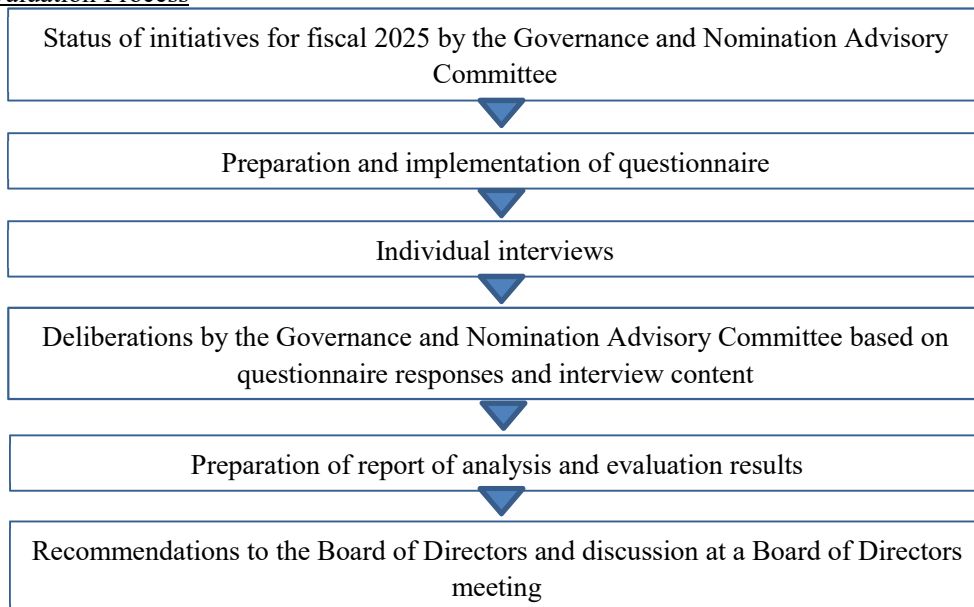 Evaluation Process
Status of initiatives for fiscal 2025 by the Governance and Nomination Advisory
Committee
Preparation and implementation of questionnaire
Individual interviews
Deliberations by the Governance and Nomination Advisory Committee based on
questionnaire responses and interview content
Preparation of report of analysis and evaluation results
Recommendations to the Board of Directors and discussion at a Board of Directors
meeting